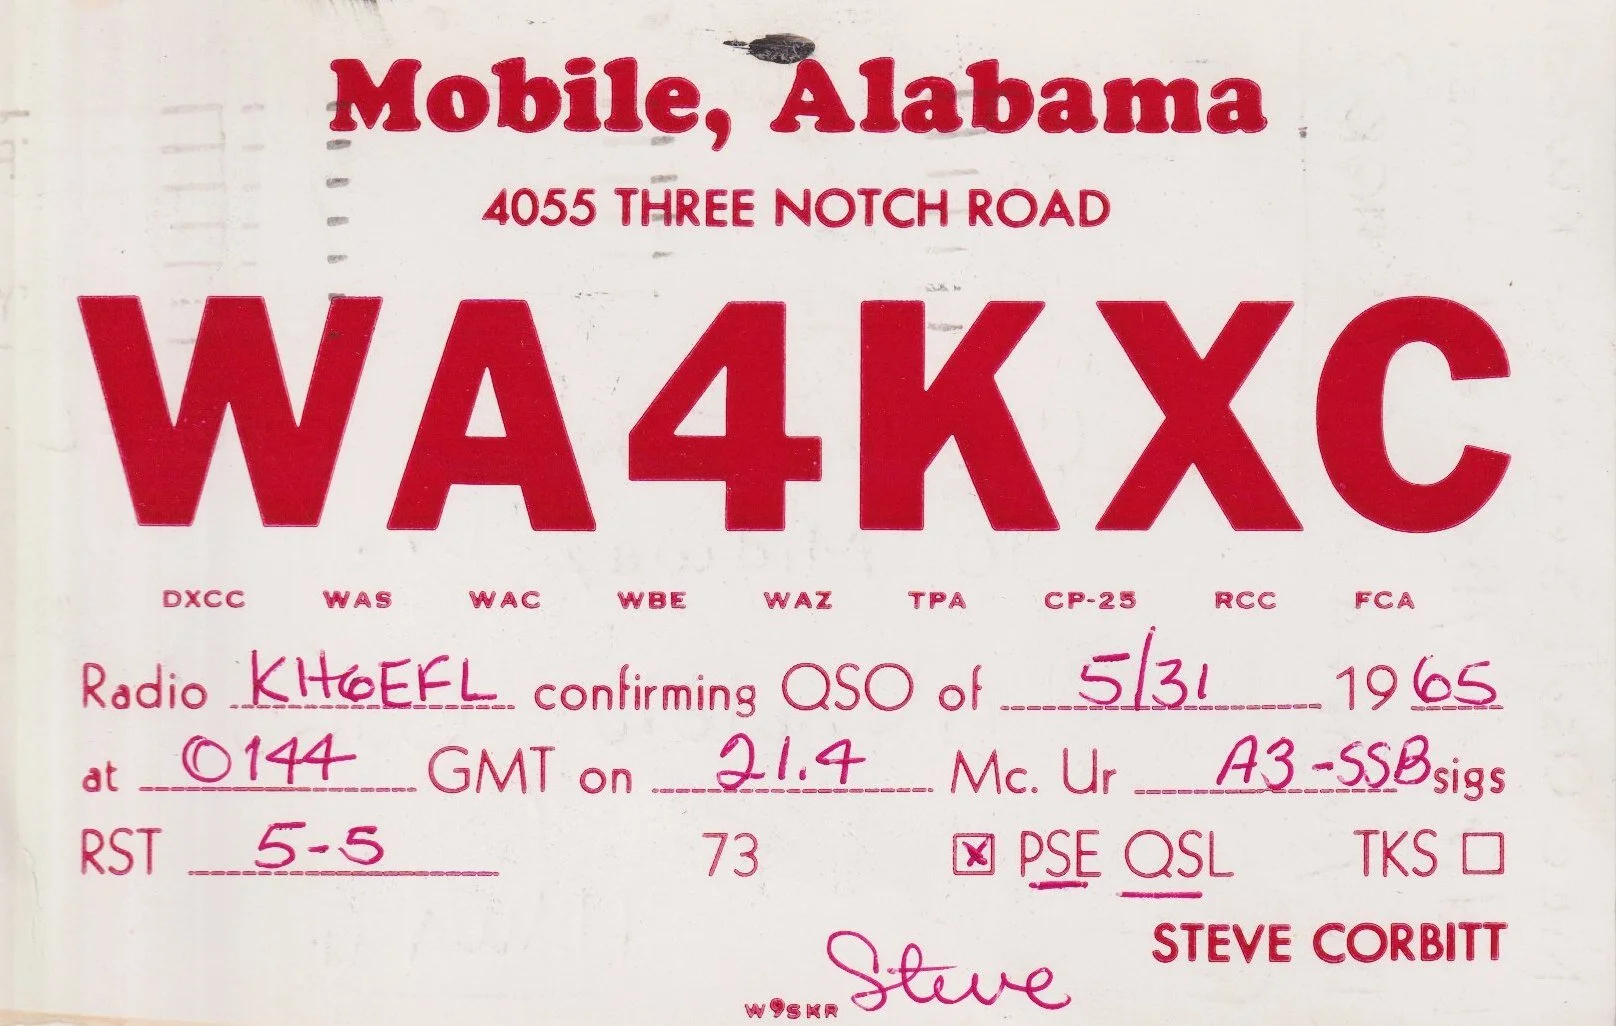 Mobile, Alabama
4055 THREE NOTCH ROAD
WA4KXC
DXCC WAS WAC WBE WAZ TPA CP-25 RCC FCA
Radio KH6EFL confirming QSO of 5/31 1965
at 0144 GMT on 21.4 Mc. Ur A3-SSB sigs
RST 5-5 73 PSE QSL TKS
STEVE CORBITT
Steve
W9SKR